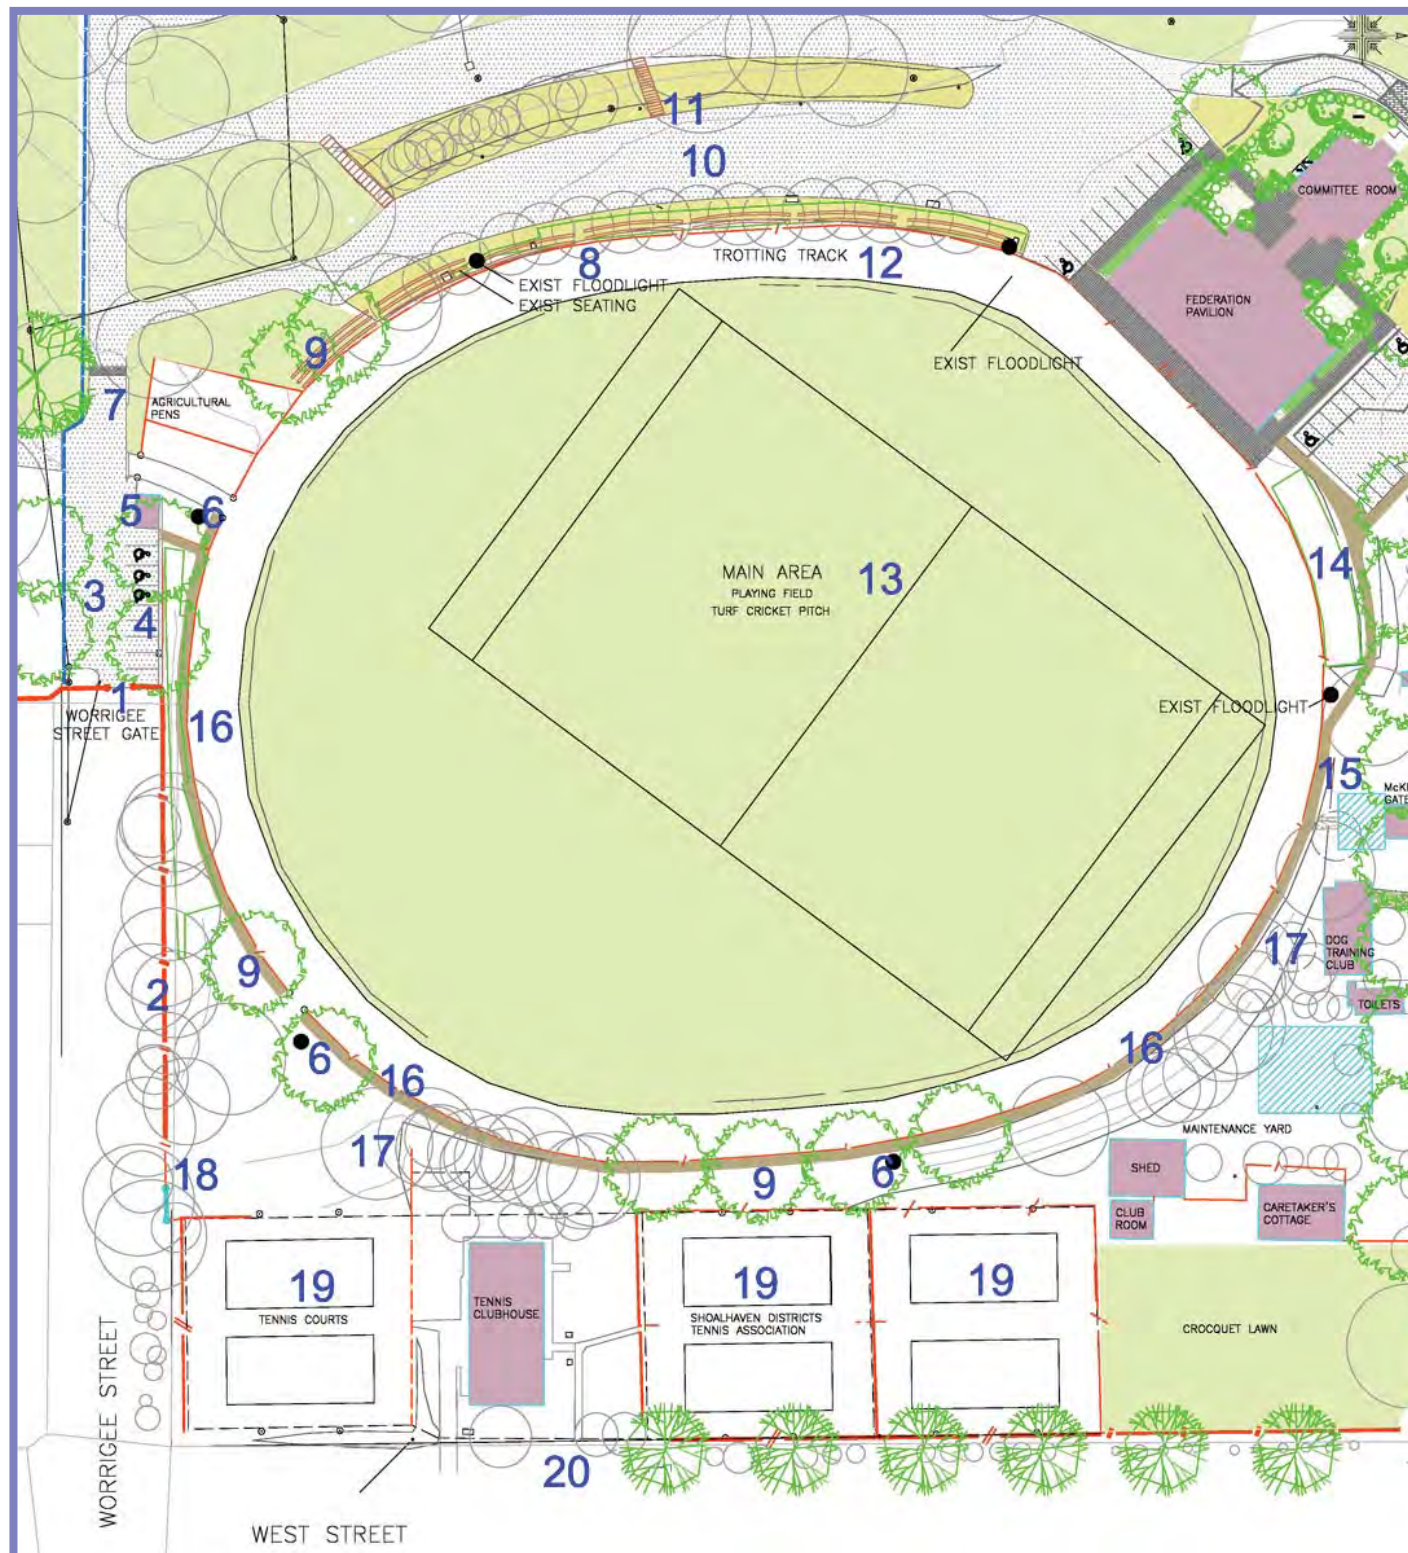 11
10
COMMITTEE ROOM
8
TROTTING TRACK
12
EXIST FLOODLIGHT
EXIST SEATING
FEDERATION
PAVILION
9
EXIST FLOODLIGHT
7
AGRICULTURAL
PENS
5
6
14
MAIN AREA
13
PLAYING FIELD
TURF CRICKET PITCH
3
4
1
WORRIGEE
STREET GATE
16
EXIST FLOODLIGHT
15
GATE
9
17
DOG
TRAINING
CLUB
2
TOILETS
6
16
16
17
MAINTENANCE YARD
18
9
6
SHED
CLUB
ROOM
CARETAKER'S
COTTAGE
19
19
19
TENNIS COURTS
TENNIS
CLUBHOUSE
SHOALHAVEN DISTRICTS
TENNIS ASSOCIATION
CROCQUET LAWN
WORRIGEE STREET
20
WEST STREET